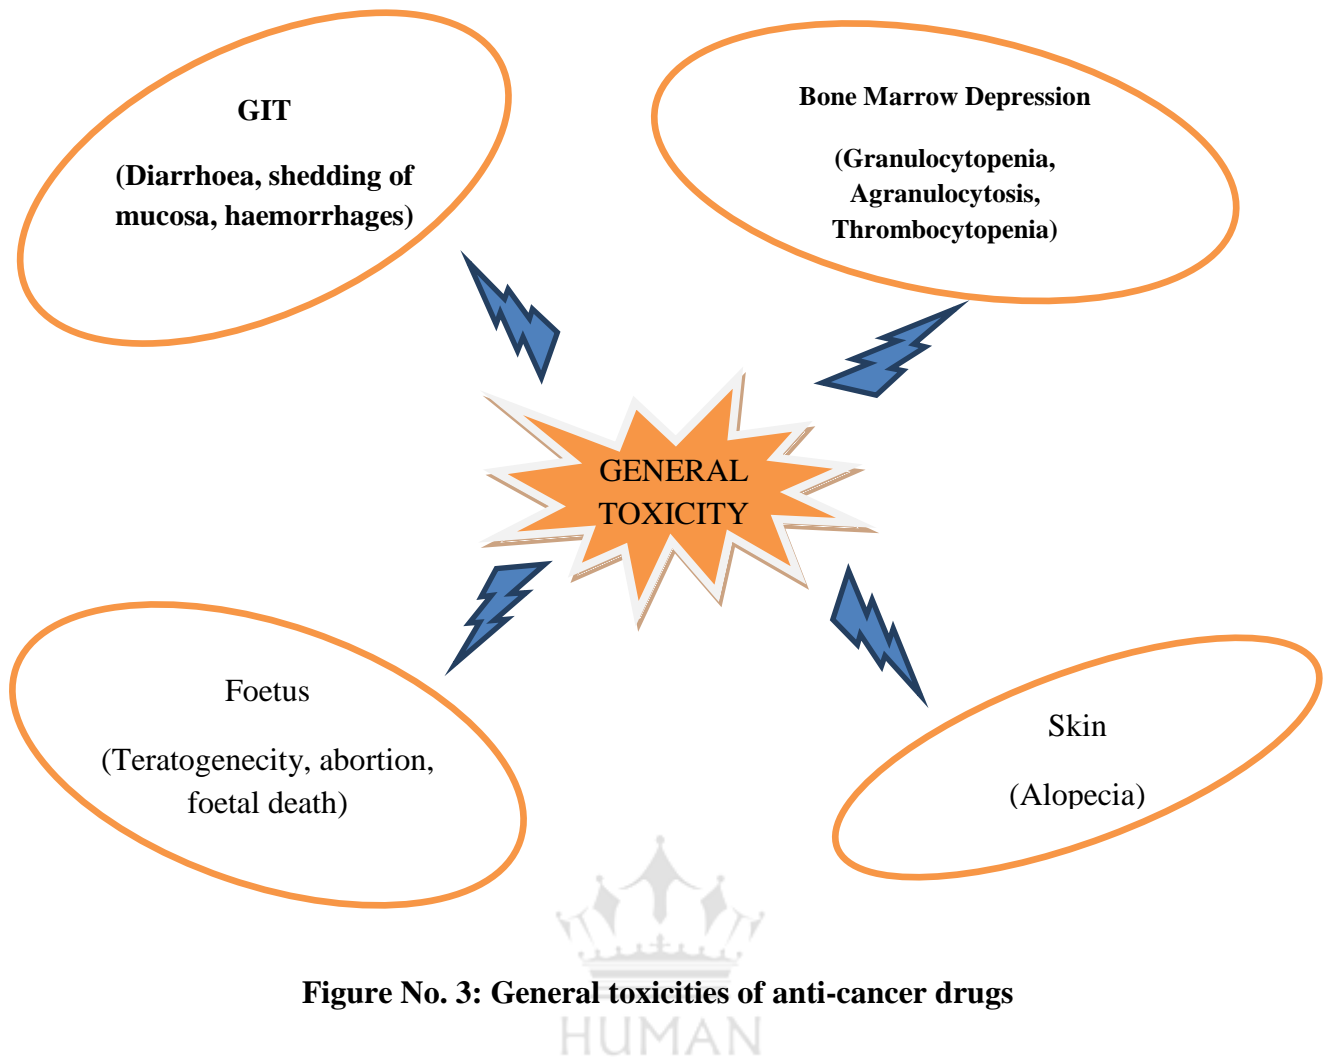 GIT
(Diarrhoea, shedding of
mucosa, haemorrhages)
Bone Marrow Depression
(Granulocytopenia,
Agranulocytosis,
Thrombocytopenia)
GENERAL
TOXICITY
Foetus
(Teratogenecity, abortion,
foetal death)
Skin
(Alopecia)
Figure No. 3: General toxicities of anti-cancer drugs
HUMAN